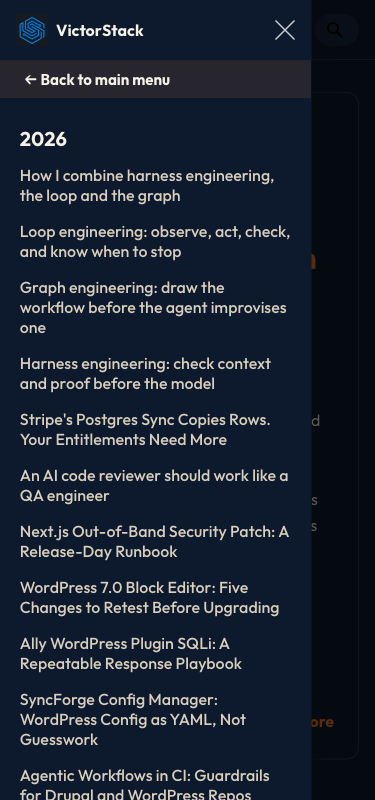 VictorStack
← Back to main menu
2026
How I combine harness engineering,
the loop and the graph
Loop engineering: observe, act, check,
and know when to stop
Graph engineering: draw the
workflow before the agent improvises
one
Harness engineering: check context
and proof before the model
Stripe's Postgres Sync Copies Rows.
Your Entitlements Need More
An AI code reviewer should work like a
QA engineer
Next.js Out-of-Band Security Patch: A
Release-Day Runbook
WordPress 7.0 Block Editor: Five
Changes to Retest Before Upgrading
Ally WordPress Plugin SQLi: A
Repeatable Response Playbook
SyncForge Config Manager:
WordPress Config as YAML, Not
Guesswork
Agentic Workflows in CI: Guardrails
for Drupal and WordPress Repos